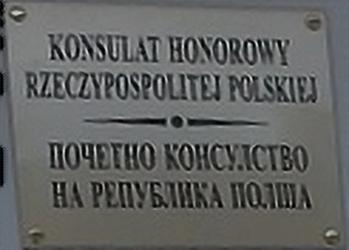 KONSULAT HONOROWY
RZECZYPOSPOLITEJ POLSKIEJ
ПОЧЕТНО КОНСУЛСТВО
НА РЕПУБЛИКА ПОЛША